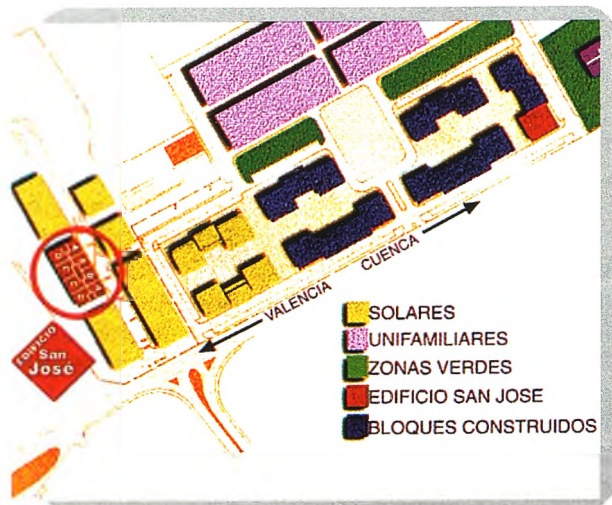 CUENCA
VALENCIA
EDIFICIO
San
José
SOLARES
UNIFAMILIARES
ZONAS VERDES
EDIFICIO SAN JOSE
BLOQUES CONSTRUIDOS